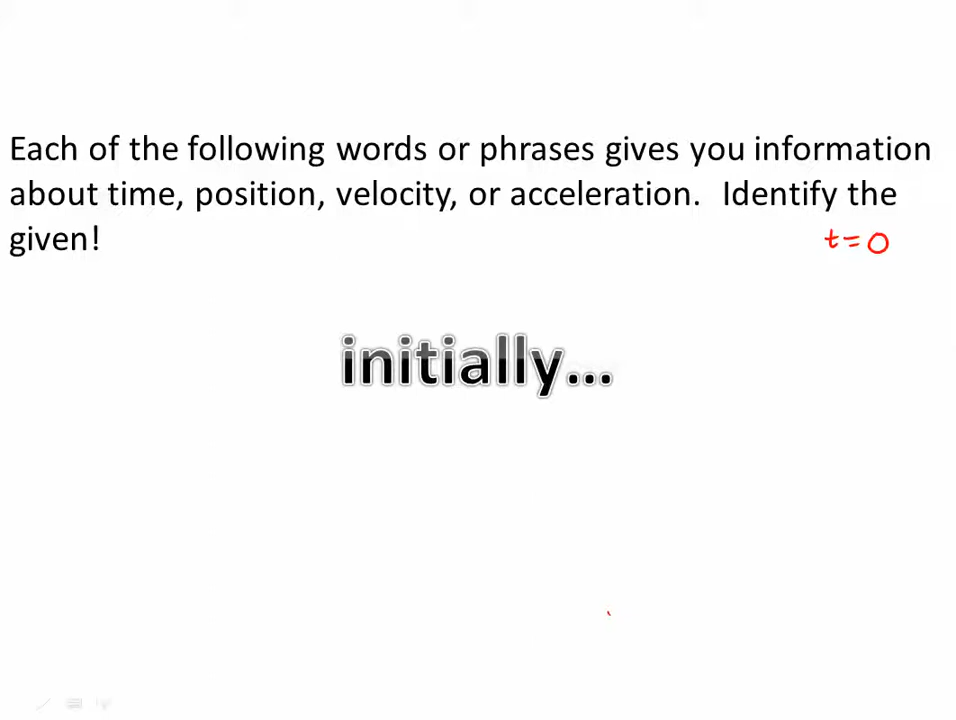 Each of the following words or phrases gives you information
about time, position, velocity, or acceleration. Identify the
given!
t=0
initially...